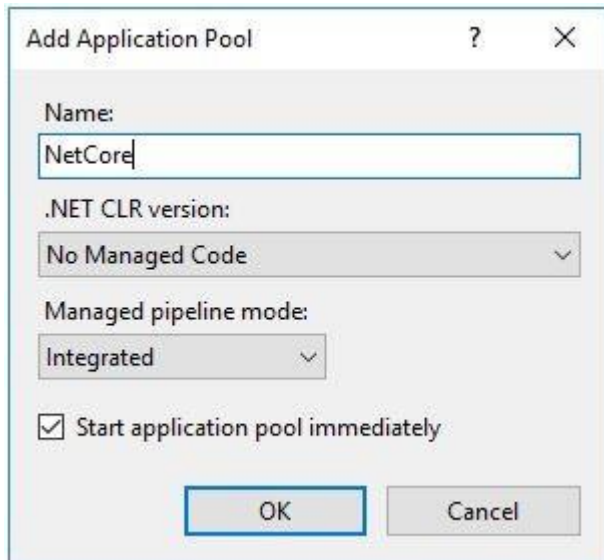 Add Application Pool ?
Name:
NetCore
.NET CLR version:
No Managed Code
Managed pipeline mode:
Integrated
Start application pool immediately
OK Cancel